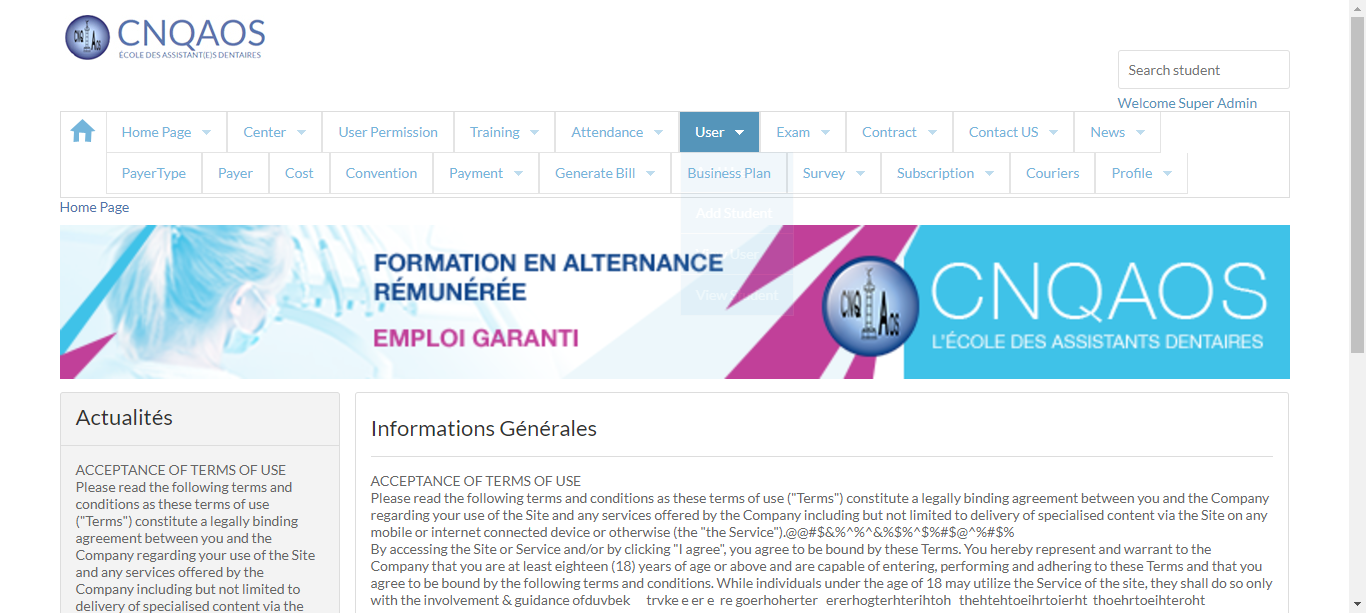 CNQAOS
ÉCOLE DES ASSISTANT(E)S DENTAIRES
Search student
Welcome Super Admin
Home Page Center User Permission Training Attendance User Exam Contract Contact US News
PayerType Payer Cost Convention Payment Generate Bill Business Plan Survey Subscription Couriers Profile
Home Page
Add Student
User
View Student
FORMATION EN ALTERNANCE
RÉMUNÉRÉE
EMPLOI GARANTI
CNQAOS
CNQAOS
L'ÉCOLE DES ASSISTANTS DENTAIRES
Actualités
ACCEPTANCE OF TERMS OF USE
Please read the following terms and
conditions as these terms of use
("Terms") constitute a legally binding
agreement between you and the
Company regarding your use of the Site
and any services offered by the
Company including but not limited to
delivery of specialised content via the
Informations Générales
ACCEPTANCE OF TERMS OF USE
Please read the following terms and conditions as these terms of use ("Terms") constitute a legally binding agreement between you and the Company
regarding your use of the Site and any services offered by the Company including but not limited to delivery of specialised content via the Site on any
mobile or internet connected device or otherwise (the "the Service").@@#$&%^%^&%$%^$%#$@^%#$%
By accessing the Site or Service and/or by clicking "I agree", you agree to be bound by these Terms. You hereby represent and warrant to the
Company that you are at least eighteen (18) years of age or above and are capable of entering, performing and adhering to these Terms and that you
agree to be bound by the following terms and conditions. While individuals under the age of 18 may utilize the Service of the site, they shall do so only
with the involvement & guidance ofduvbek trvke e er e re goerhoherter ererhogterhterihtoh thehtehtoeihrtoierht thoehrtoeihteroht